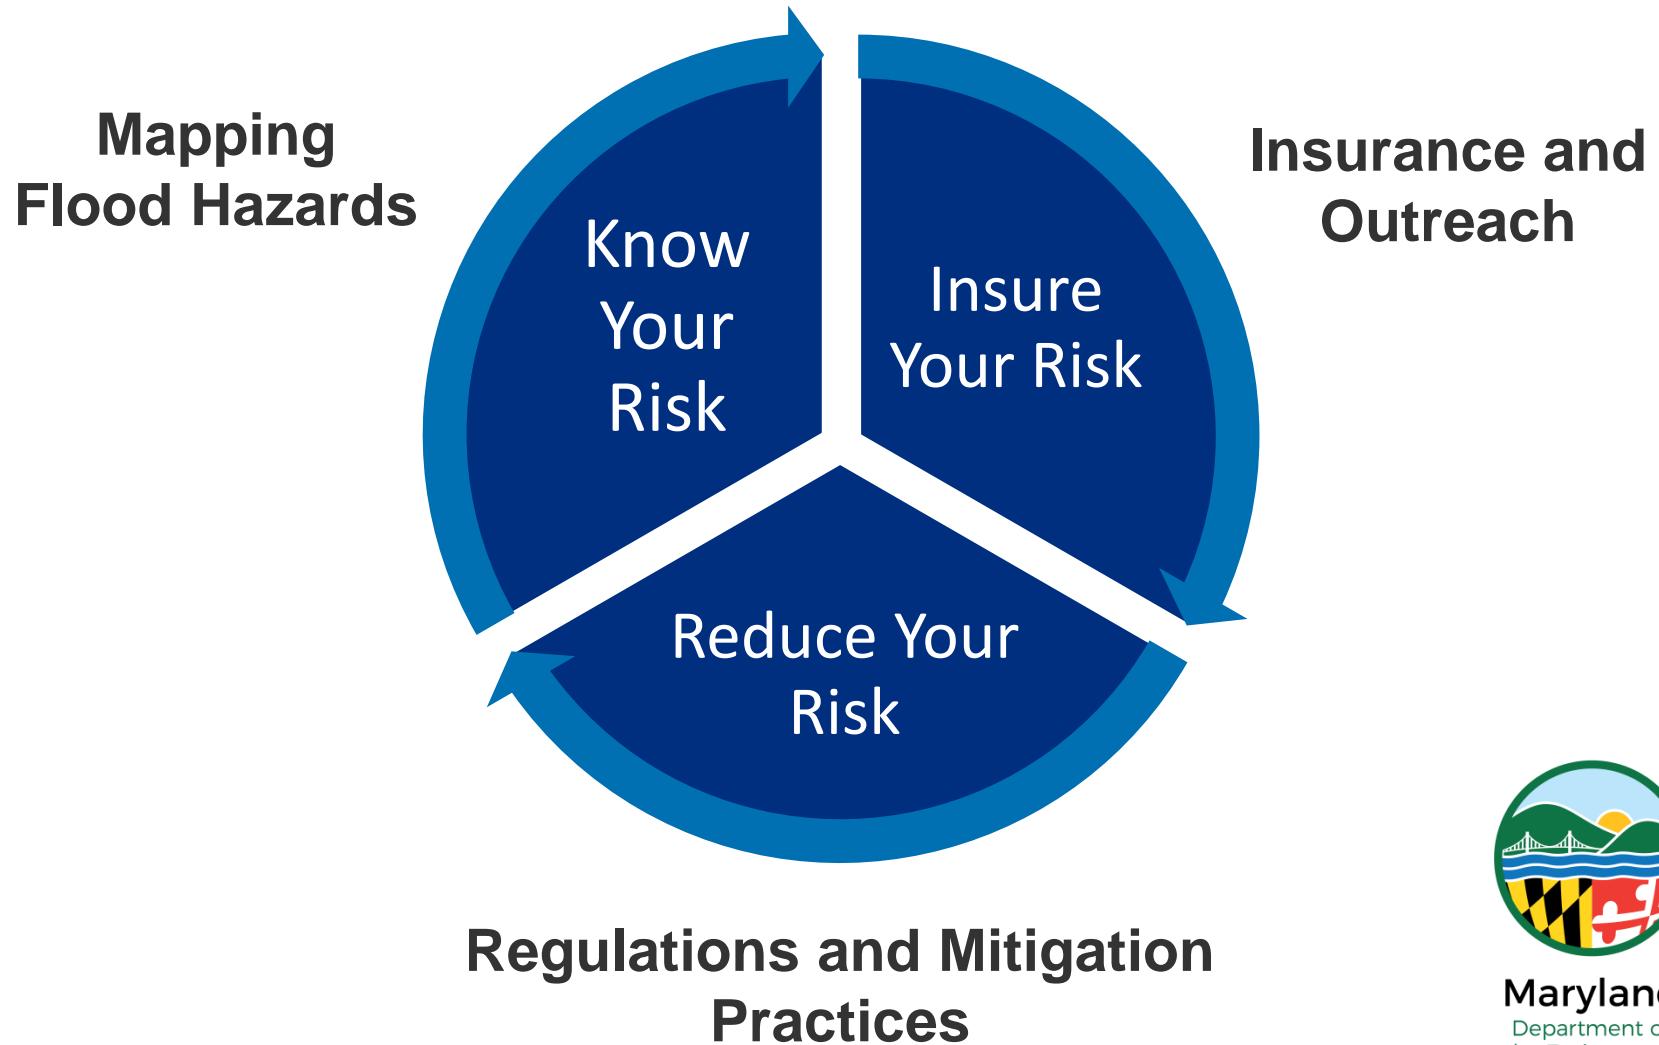 Mapping
Flood Hazards
Know
Your
Risk
Insure
Your Risk
Insurance and
Outreach
Reduce Your
Risk
Regulations and Mitigation
Practices
Department